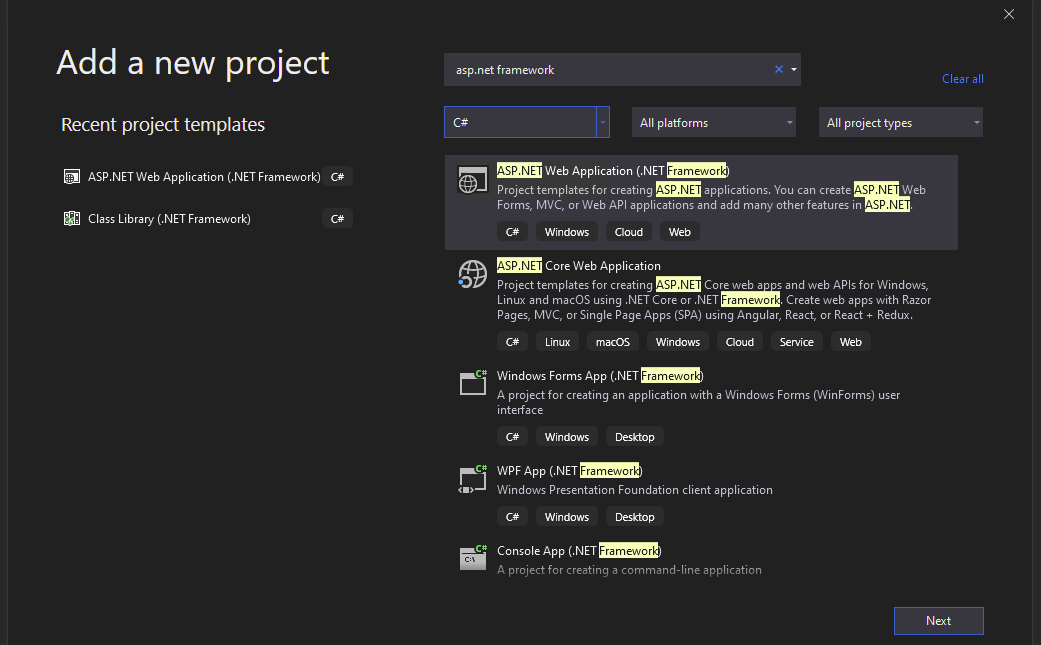 Add a new project
asp.net framework
Clear all
Recent project templates
C#
All platforms
All project types
ASP.NET Web Application (.NET Framework)
C#
Class Library (.NET Framework)
C#
ASP.NET Web Application (.NET Framework)
Project templates for creating ASP.NET applications. You can create ASP.NET Web
Forms, MVC, or Web API applications and add many other features in ASP.NET.
C# Windows Cloud Web
ASP.NET Core Web Application
Project templates for creating ASP.NET Core web apps and web APIs for Windows,
Linux and macOS using .NET Core or .NET Framework. Create web apps with Razor
Pages, MVC, or Single Page Apps (SPA) using Angular, React, or React + Redux.
C# Linux macOS Windows Cloud Service Web
C#
Windows Forms App (.NET Framework)
A project for creating an application with a Windows Forms (WinForms) user
interface
C# Windows Desktop
C#
WPF App (.NET Framework)
Windows Presentation Foundation client application
C# Windows Desktop
C#
C:\
Console App (.NET Framework)
A project for creating a command-line application
Next